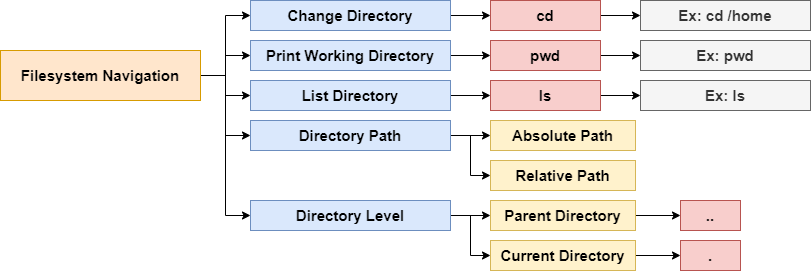 Filesystem Navigation
Change Directory
cd
Ex: cd /home
Print Working Directory
pwd
Ex: pwd
List Directory
ls
Ex: ls
Directory Path
Absolute Path
Relative Path
Directory Level
Parent Directory
..
Current Directory
.